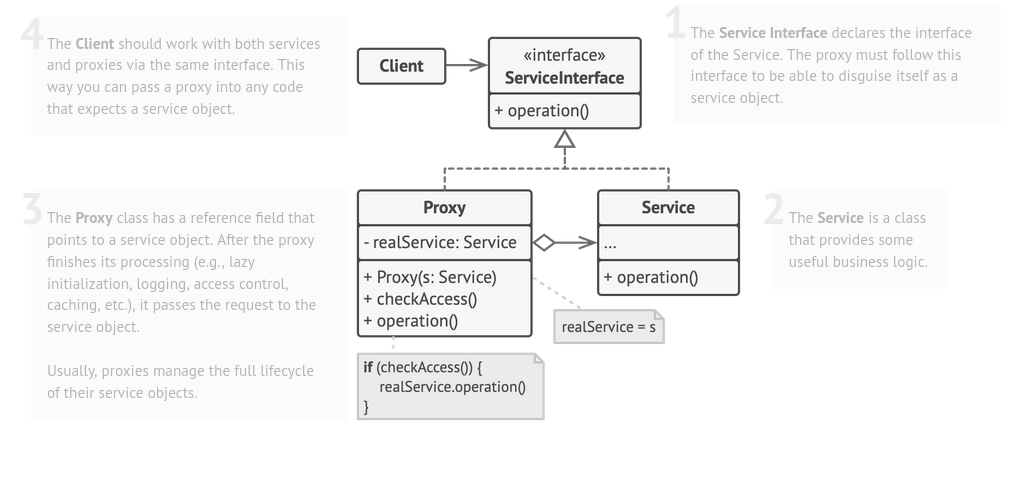 4
The Client should work with both services
and proxies via the same interface. This
way you can pass a proxy into any code
that expects a service object.
Client
«interface»
ServiceInterface
+ operation()
1
The Service Interface declares the interface
of the Service. The proxy must follow this
interface to be able to disguise itself as a
service object.
3
The Proxy class has a reference field that
points to a service object. After the proxy
finishes its processing (e.g., lazy
initialization, logging, access control,
caching, etc.), it passes the request to the
service object.
Usually, proxies manage the full lifecycle
of their service objects.
Proxy
- realService: Service
+ Proxy(s: Service)
+ checkAccess()
+ operation()
Service
...
+ operation()
2
The Service is a class
that provides some
useful business logic.
realService = s
if (checkAccess()) {
realService.operation()
}